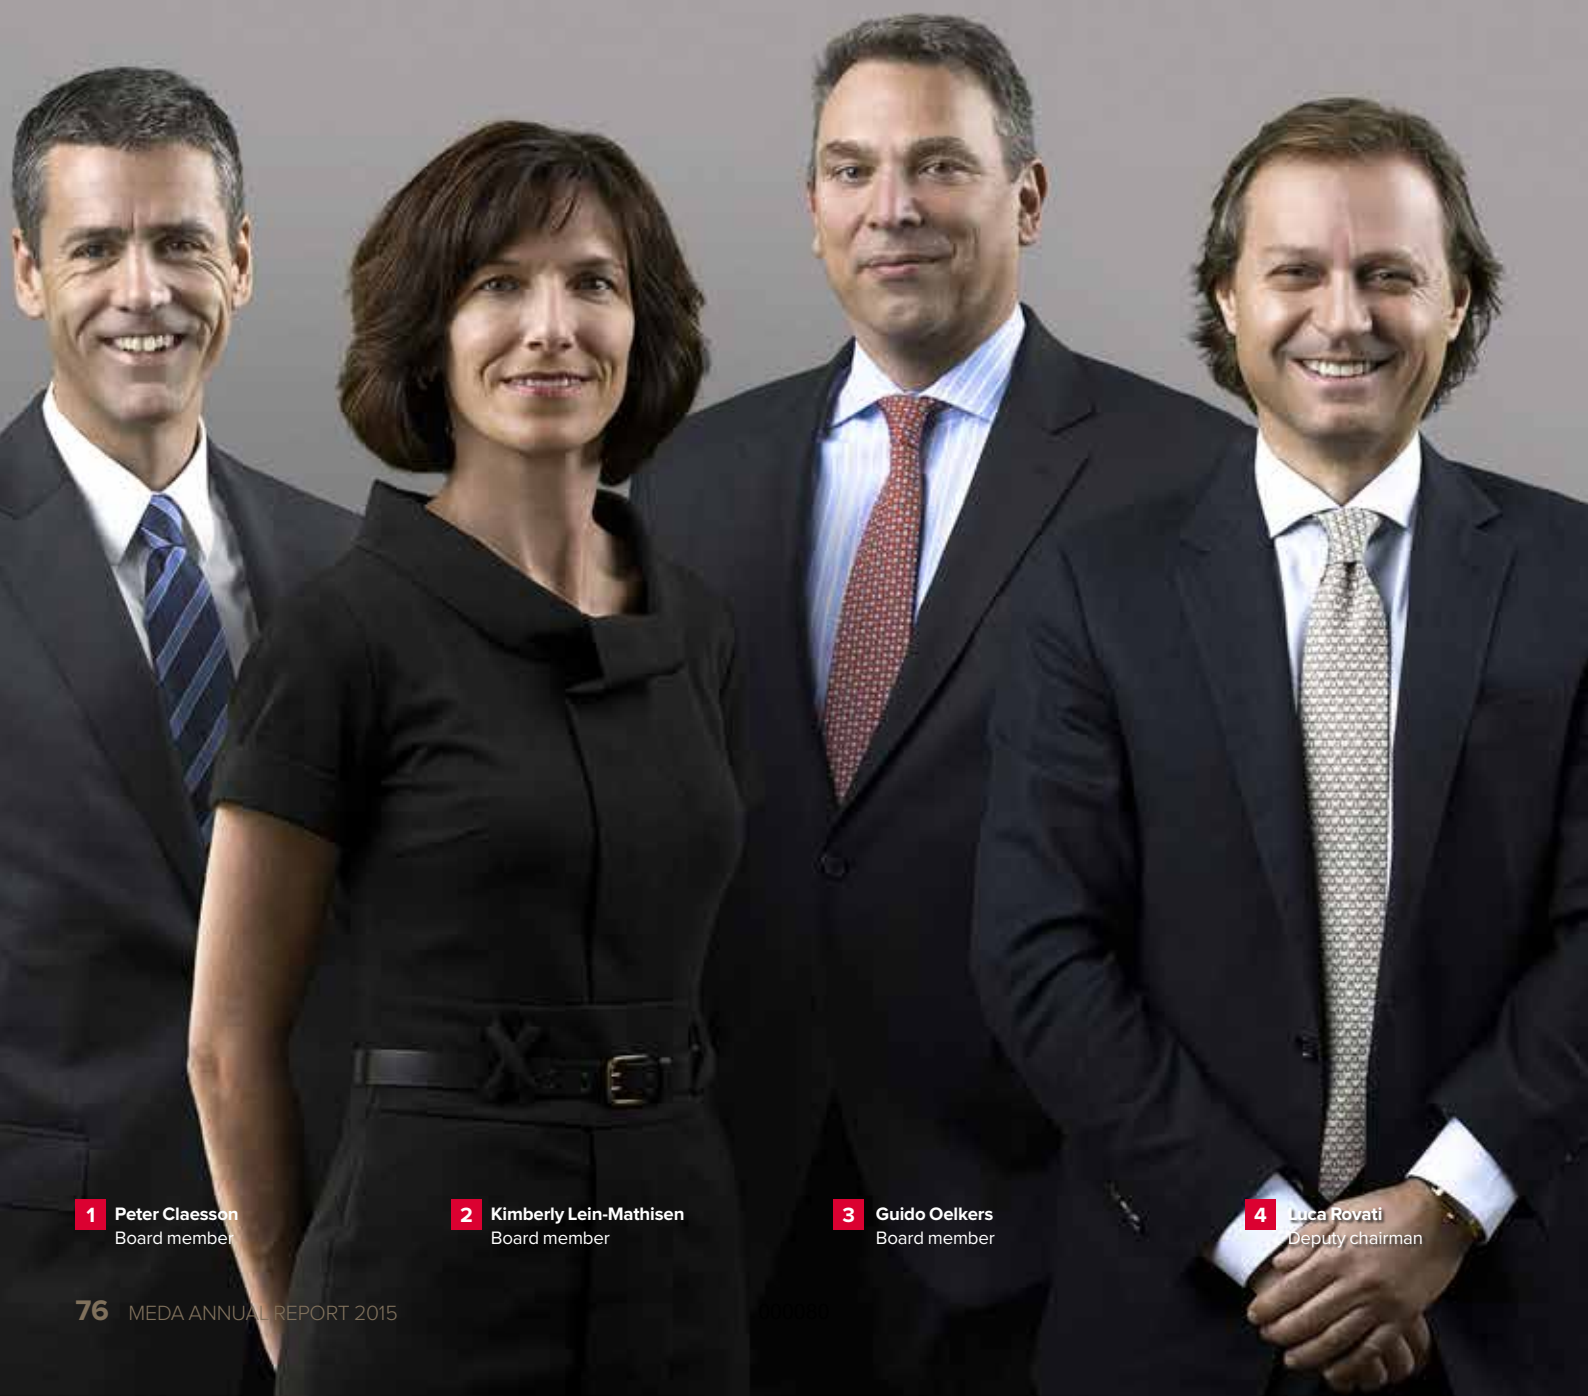 1 Peter Claesson
Board member
2 Kimberly Lein-Mathisen
Board member
3 Guido Oelkers
Board member
4 Luca Rovati
Deputy chairman
76 MEDA ANNUAL REPORT 2015